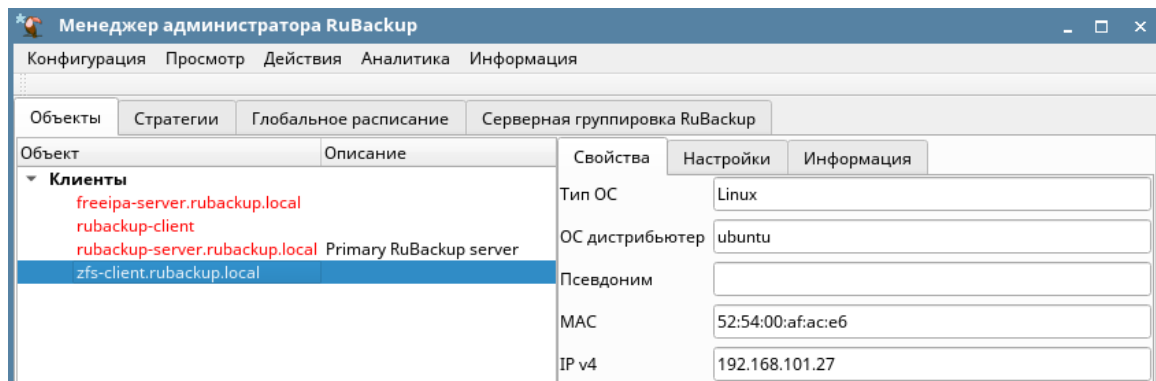 Менеджер администратора RuBackup
Конфигурация Просмотр Действия Аналитика Информация
Объекты Стратегии Глобальное расписание Серверная группировка RuBackup
Объект Описание
Клиенты
freeipa-server.rubackup.local
rubackup-client
rubackup-server.rubackup.local Primary RuBackup server
zfs-client.rubackup.local
Свойства Настройки Информация
Тип ОС Linux
ОС дистрибьютер ubuntu
Псевдоним
MAC 52:54:00:af:ac:e6
IP v4 192.168.101.27